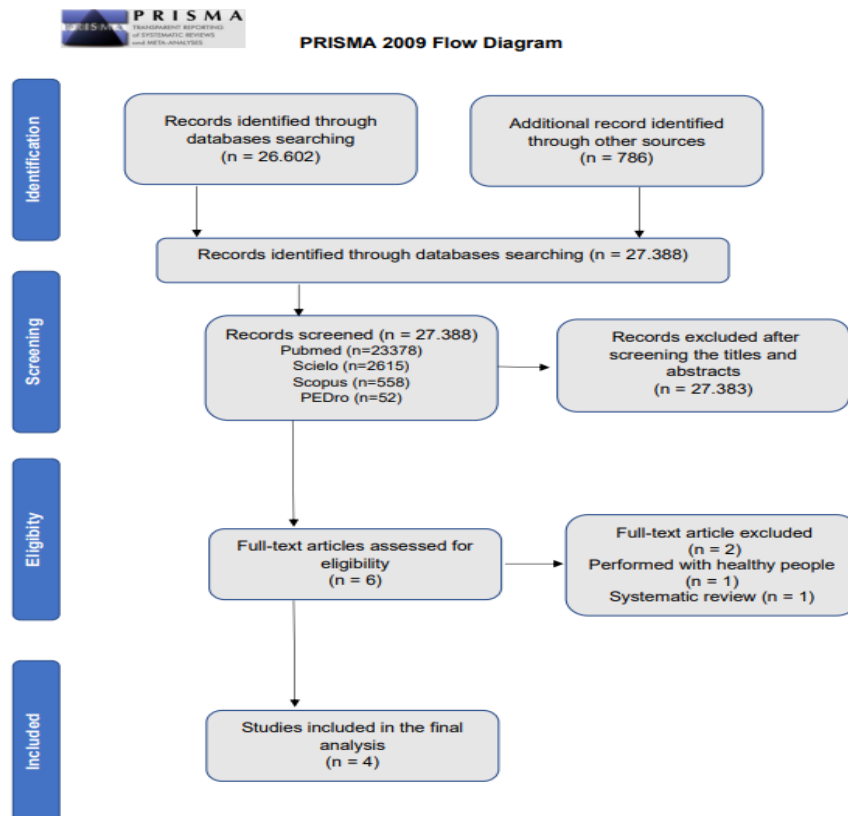 PRISMA
PRISMA
TRANSPARENT REPORTING
of SYSTEMATIC REVIEWS
and META-ANALYSES
PRISMA 2009 Flow Diagram
Identification
Records identified through
databases searching
(n = 26.602)
Additional record identified
through other sources
(n = 786)
Records identified through databases searching (n = 27.388)
Screening
Records screened (n = 27.388)
Pubmed (n=23378)
Scielo (n=2615)
Scopus (n=558)
PEDro (n=52)
Records excluded after
screening the titles and
abstracts
(n = 27.383)
Eligibity
Full-text articles assessed for
eligibility
(n = 6)
Full-text article excluded
(n = 2)
Performed with healthy people
(n = 1)
Systematic review (n = 1)
Included
Studies included in the final
analysis
(n = 4)